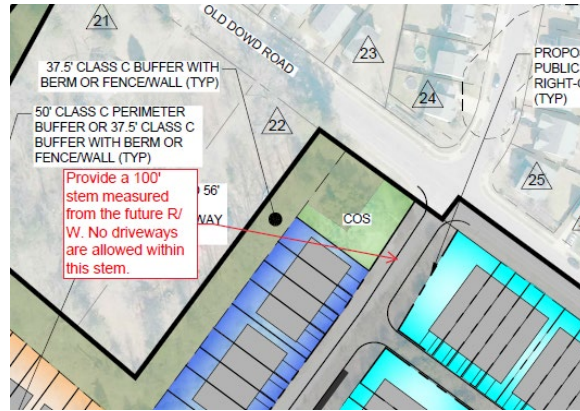 OLD DOWD ROAD
21
23
37.5' CLASS C BUFFER WITH
BERM OR FENCE/WALL (TYP)
PROPO
PUBLIC
RIGHT-O
(TYP)
24
50' CLASS C PERIMETER
BUFFER OR 37.5' CLASS C
BUFFER WITH BERM OR
FENCE/WALL (TYP)
22
25
Provide a 100'
stem measured
from the future R/
W. No driveways
are allowed within
this stem.
56'
WAY
COS